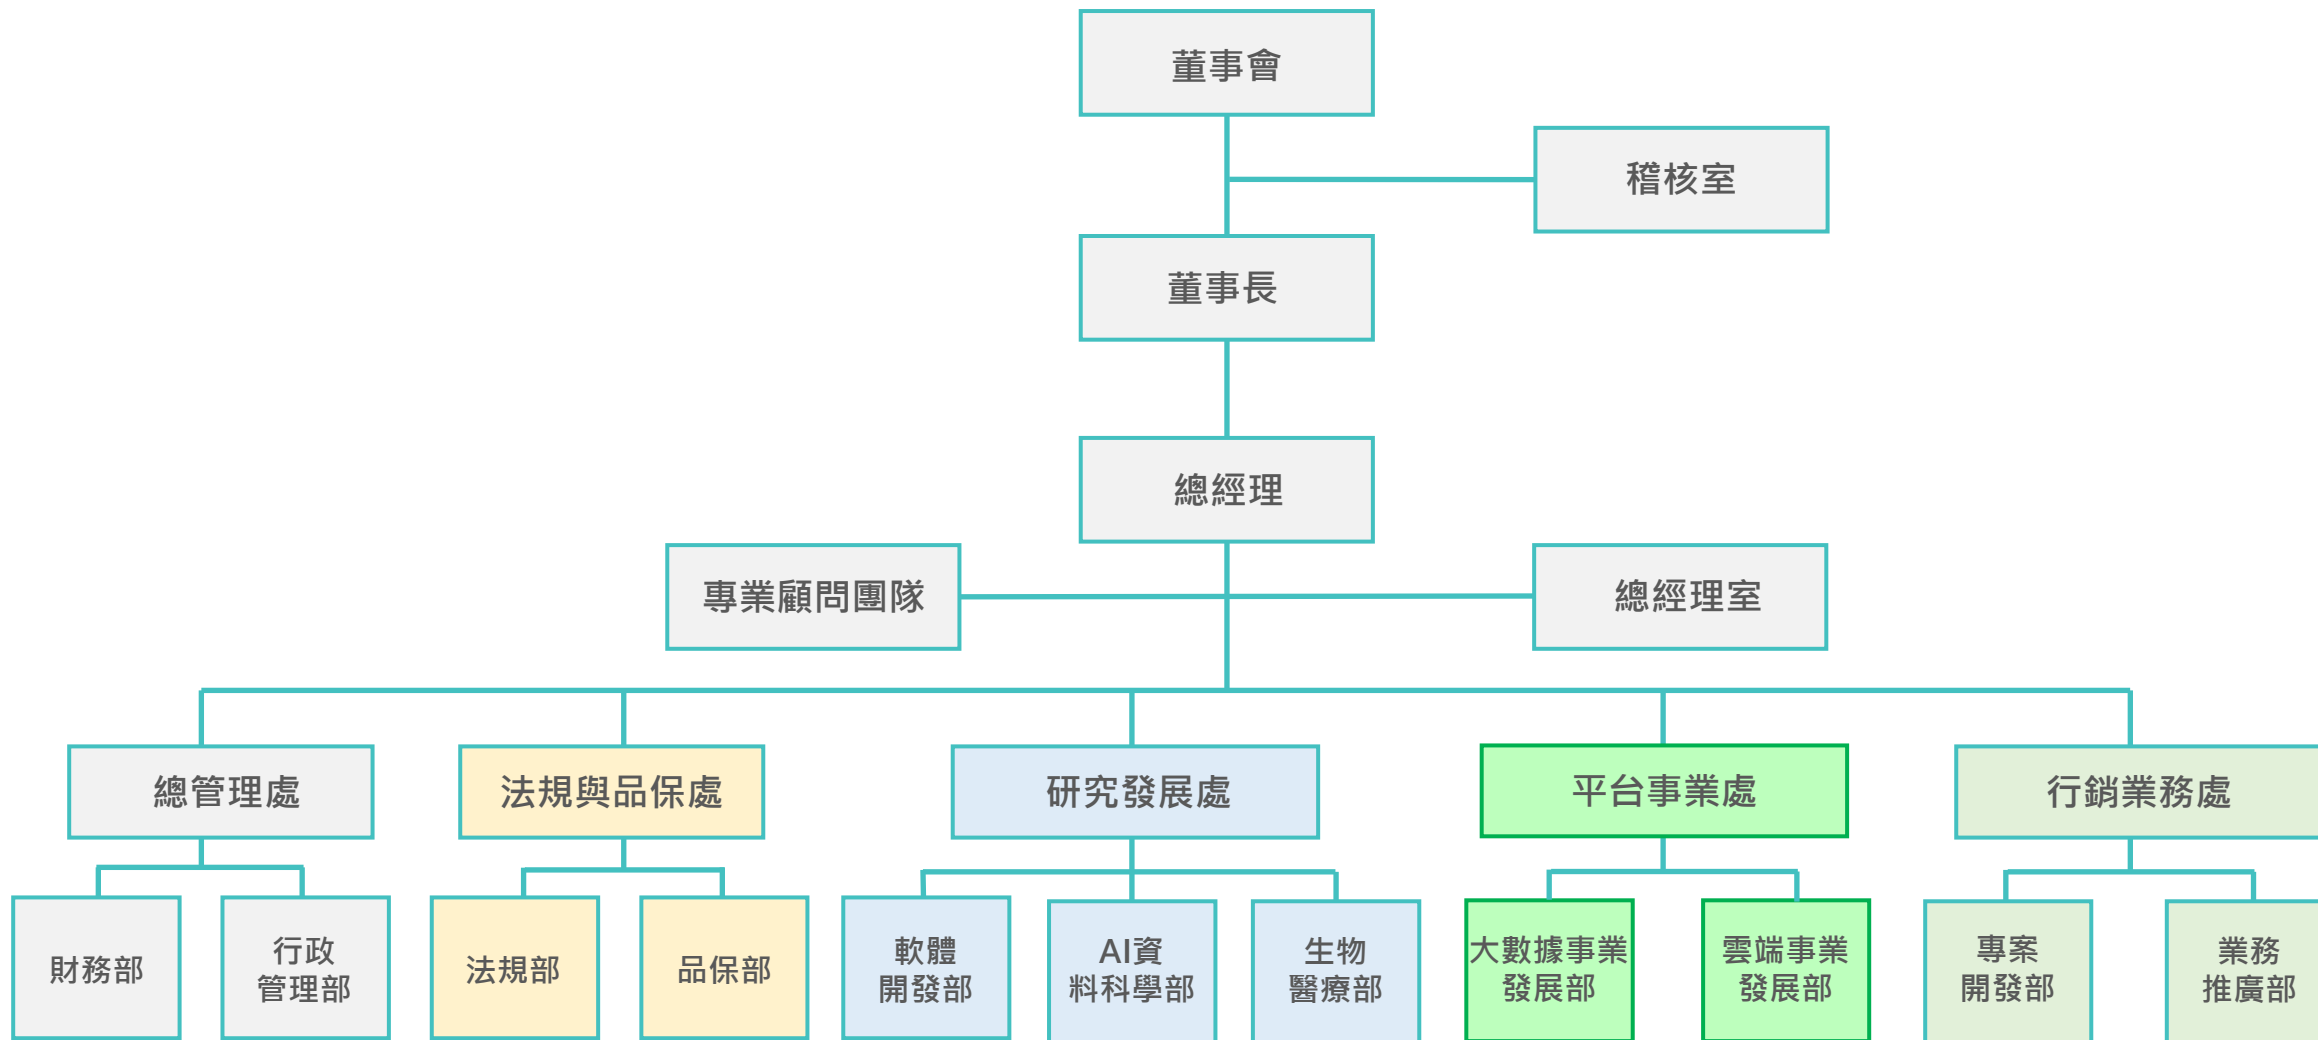 董事會
稽核室
董事長
總經理
專業顧問團隊
總經理室
總管理處
法規與品保處
研究發展處
平台事業處
行銷業務處
財務部
行政
管理部
法規部
品保部
軟體
開發部
AI資
料科學部
生物
醫療部
大數據事業
發展部
雲端事業
發展部
專案
開發部
業務
推廣部